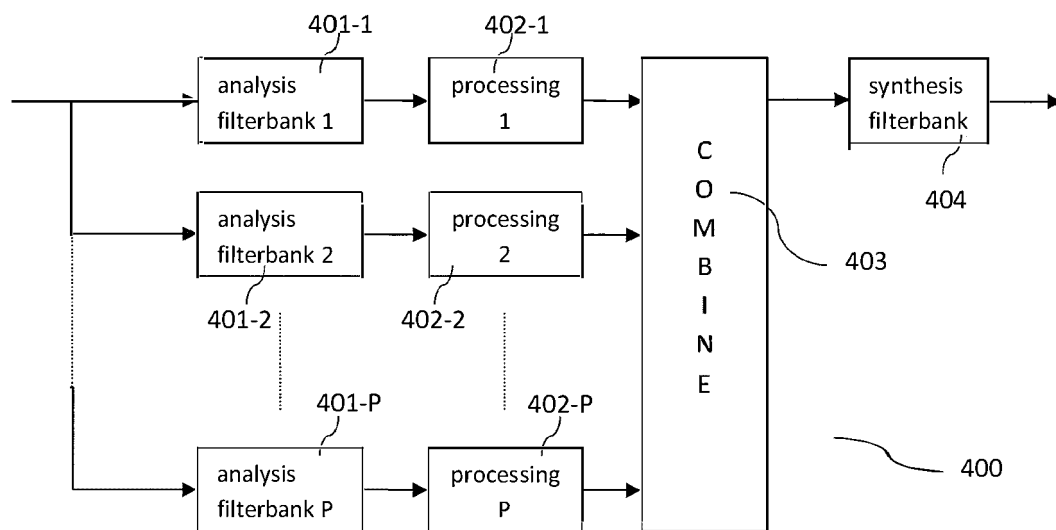 401-1
402-1
analysis
filterbank 1
processing
1
COMBINE
synthesis
filterbank
404
analysis
filterbank 2
processing
2
403
401-2
402-2
401-P
402-P
analysis
filterbank P
processing
P
400